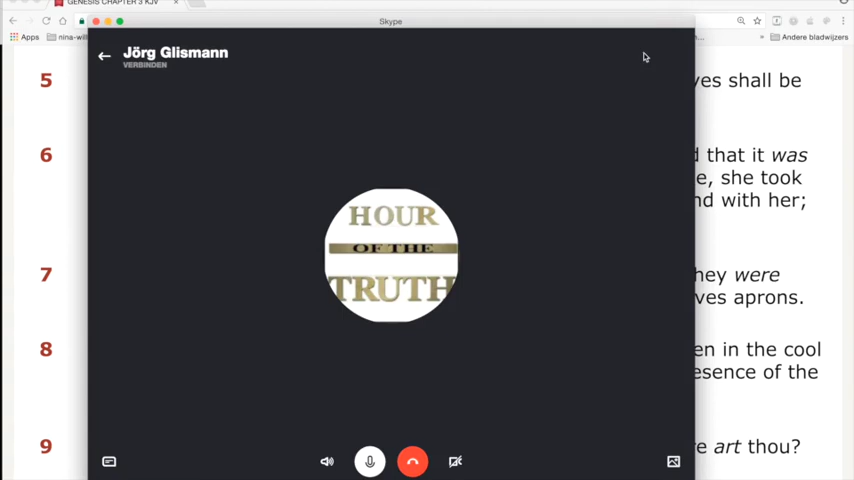 GENESIS CHAPTER 3 KJV
Skype
Apps
Andere bladwijzers
Jörg Glismann
VERBINDEN
HOUR
OF THE
TRUTH
5
ves shall be
6
d that it was
e, she took
nd with her;
7
hey were
ves aprons.
8
en in the cool
esence of the
9
e art thou?